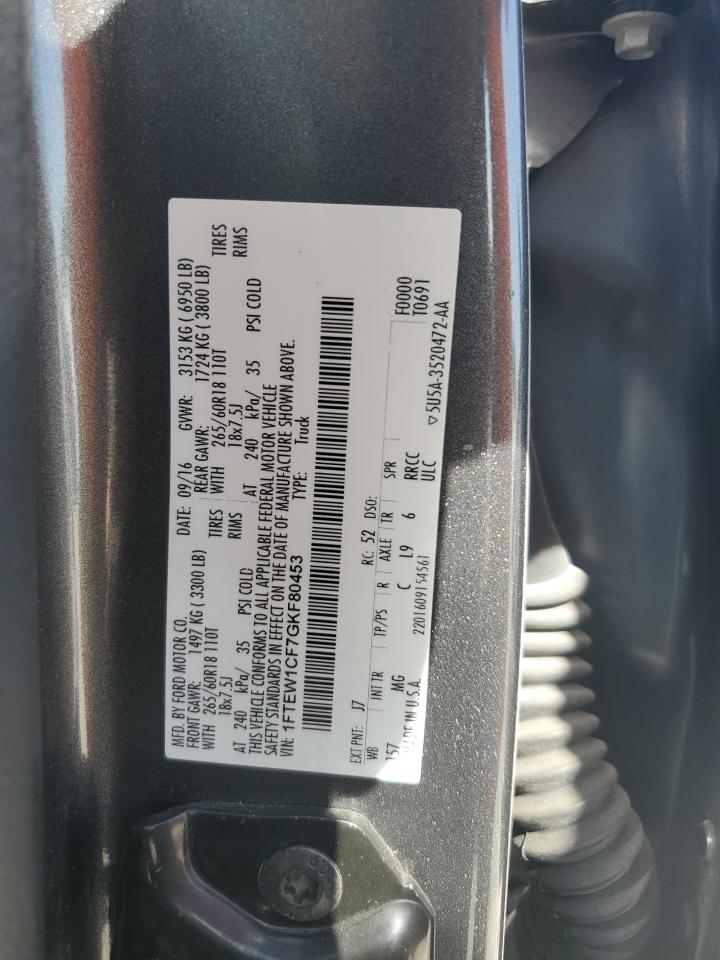 MFD. BY FORD MOTOR CO. DATE: 09/16 GVWR: 3153 KG ( 6950 LB)
FRONT GAWR: 1497 KG ( 3300 LB) REAR GAWR: 1724 KG ( 3800 LB)
WITH 265/60R18 110T TIRES WITH 265/60R18 110T TIRES
18x7.5J RIMS 18x7.5J RIMS
AT 240 kPa/ 35 PSI COLD AT 240 kPa/ 35 PSI COLD
THIS VEHICLE CONFORMS TO ALL APPLICABLE FEDERAL MOTOR VEHICLE
SAFETY STANDARDS IN EFFECT ON THE DATE OF MANUFACTURE SHOWN ABOVE.
VIN: 1FTEW1CF7GKF80453 TYPE: Truck
EXT PNT: J7 RC: 52 DSO: F0000
WB INT TR TP/PS R AXLE TR SPR T0691
157 MG C L9 6 RRCC
MADE IN U.S.A. 2201609154561 ULC ▽5U5A-3520472-AA